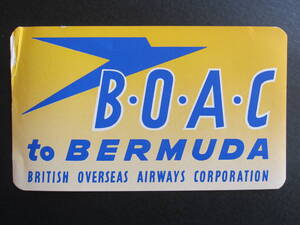 B·O·A·C
to BERMUDA
BRITISH OVERSEAS AIRWAYS CORPORATION